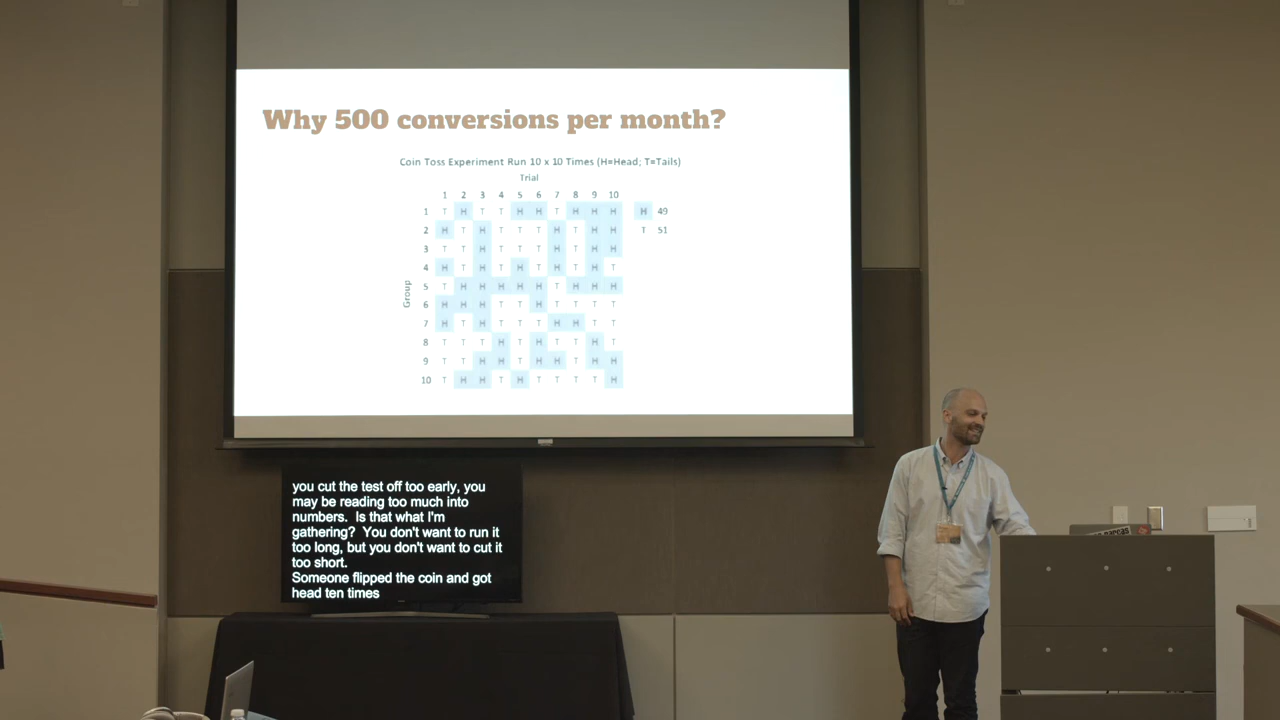 Why 500 conversions per month?
Coin Toss Experiment Run 10 x 10 Times (H=Head; T=Tails)
Trial
1 2 3 4 5 6 7 8 9 10
1 T H T T H H T H H H H 49
2 H T H T T T H T H H T 51
3 T T H T T T H T H H
4 H T H T H T H T H T
Group
5 T H H H H H T H H H
6 H H H T T H T T T T
7 H T H T T T H H T T
8 T T T H T H T T H T
9 T T H H T H H T H H
10 T H H T H T T T T H
you cut the test off too early, you
may be reading too much into
numbers. Is that what I'm
gathering? You don't want to run it
too long, but you don't want to cut it
too short.
Someone flipped the coin and got
head ten times